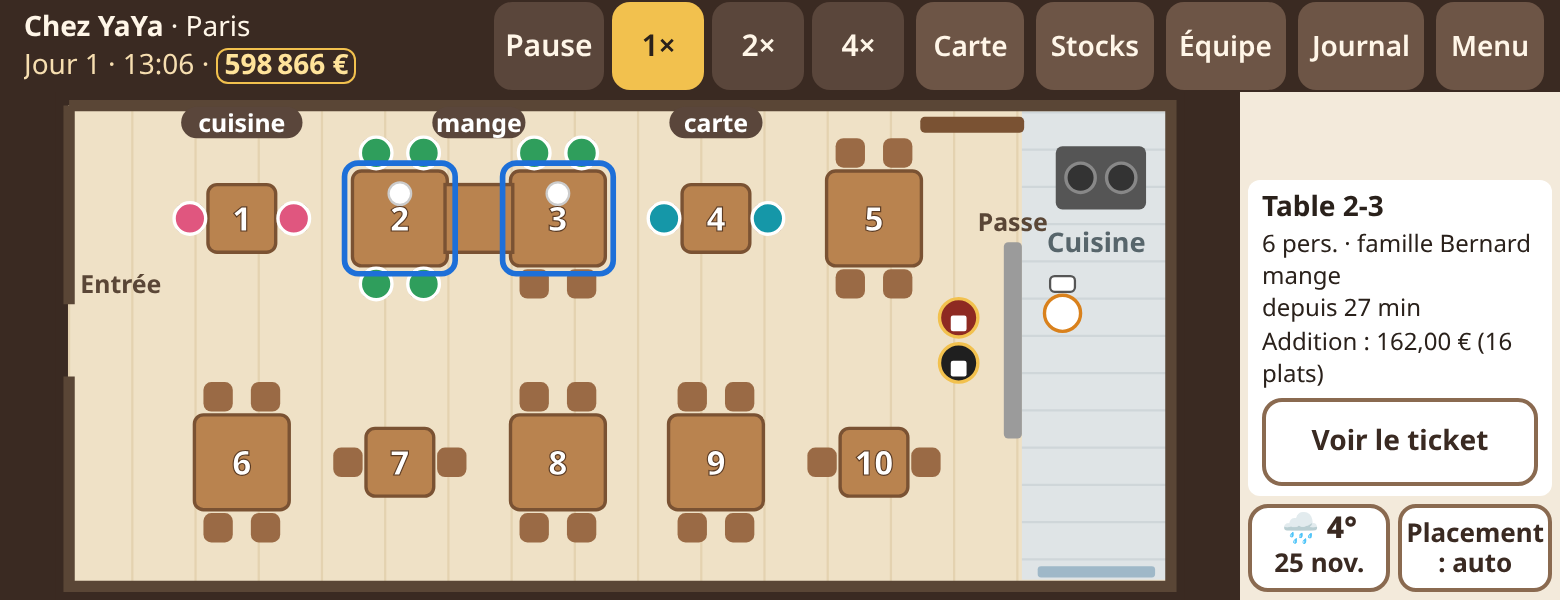 Chez YaYa · Paris
Jour 1 · 13:06 · 598 866 €
Pause
1×
2×
4×
Carte
Stocks
Équipe
Journal
Menu
cuisine
mange
carte
1
2
3
4
5
Passe
Cuisine
Entrée
6
7
8
9
10
Table 2-3
6 pers. · famille Bernard
mange
depuis 27 min
Addition : 162,00 € (16
plats)
Voir le ticket
4°
25 nov.
Placement
: auto